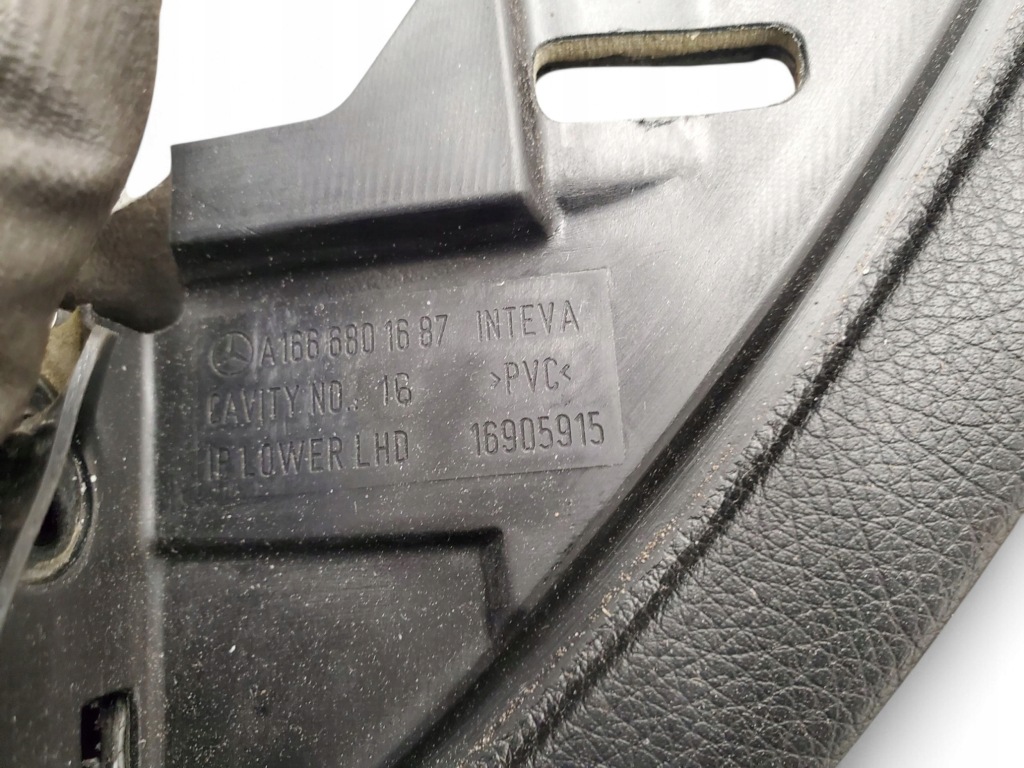 A166 680 16 87 INTEVA
CAVITY NO. 16 >PVC<
IP LOWER LHD 16905915